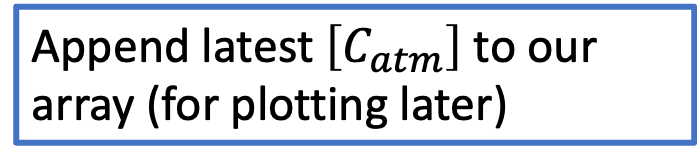 Append latest [C_atm] to our
array (for plotting later)